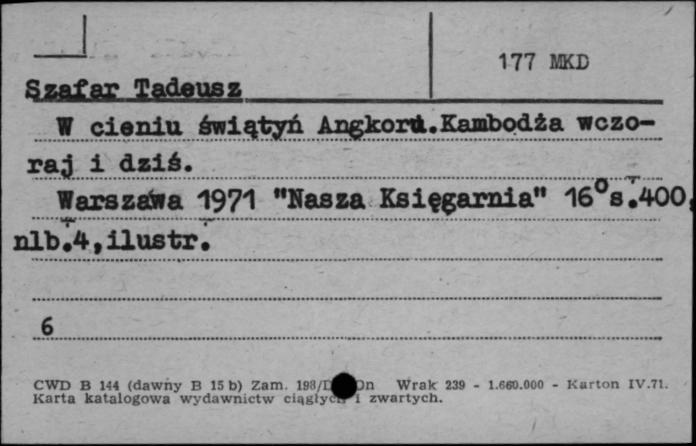 177 MKD
Szafar Tadeusz
W cieniu świątyń Angkoru.Kambodża wczo-
raj i dziś.
Warszawa 1971 "Nasza Księgarnia" 16°s.400,
nlb.4,ilustr.
6
CWD B 144 (dawny B 15 b) Zam. 198/ Wrak 239 - 1.660.000 - Karton IV.71.
Karta katalogowa wydawnictw ciągłych i zwartych.